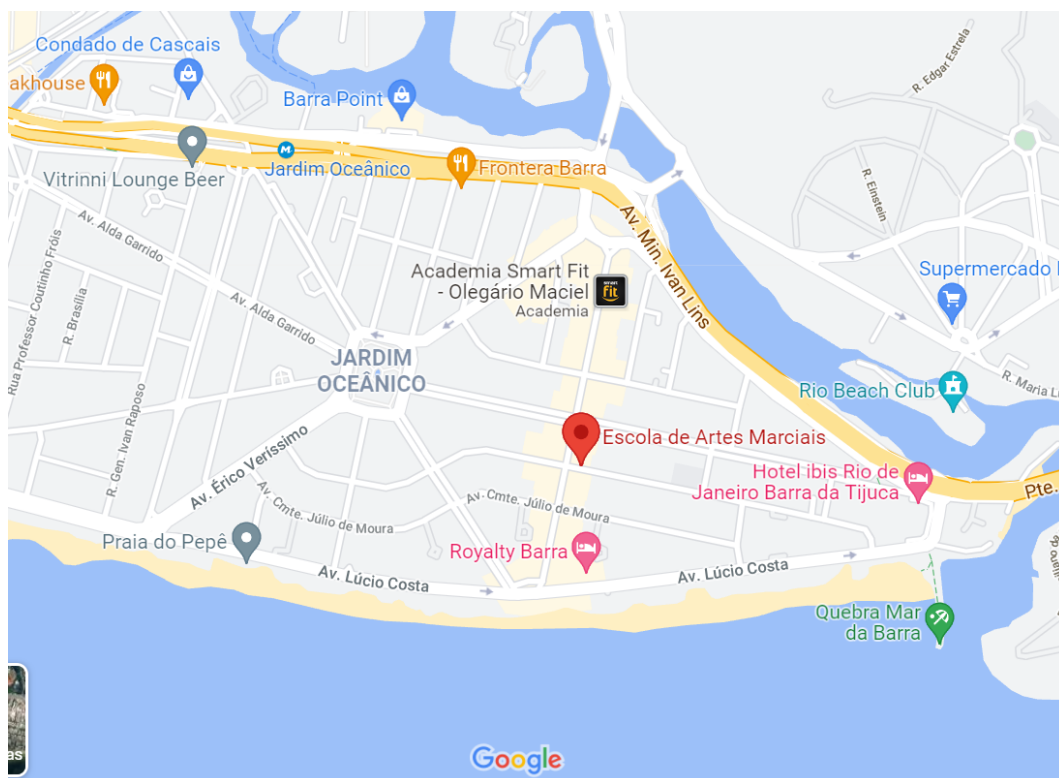 Condado de Cascais
akhouse
Barra Point
R. Edgar Estrela
Vitrinni Lounge Beer
M
Jardim Oceânico
Frontera Barra
R. Einstein
Av. Alda Garrido
Av. Min. Ivan Lins
Rua Professor Coutinho Fróis
R. Brasília
Av. Alda Garrido
Academia Smart Fit
- Olegário Maciel
Academia
smart
fit
Supermercado
JARDIM
OCEÂNICO
R. Maria L
Rio Beach Club
R. Gen. Ivan Raposo
Av. Érico Veríssimo
Escola de Artes Marciais
Hotel ibis Rio de
Janeiro Barra da Tijuca
Pte.
Av. Cmte. Júlio de Moura
Av. Cmte. Júlio de Moura
Praia do Pepê
Royalty Barra
Av. Lúcio Costa
Av. Lúcio Costa
Quebra Mar
da Barra
as
Google